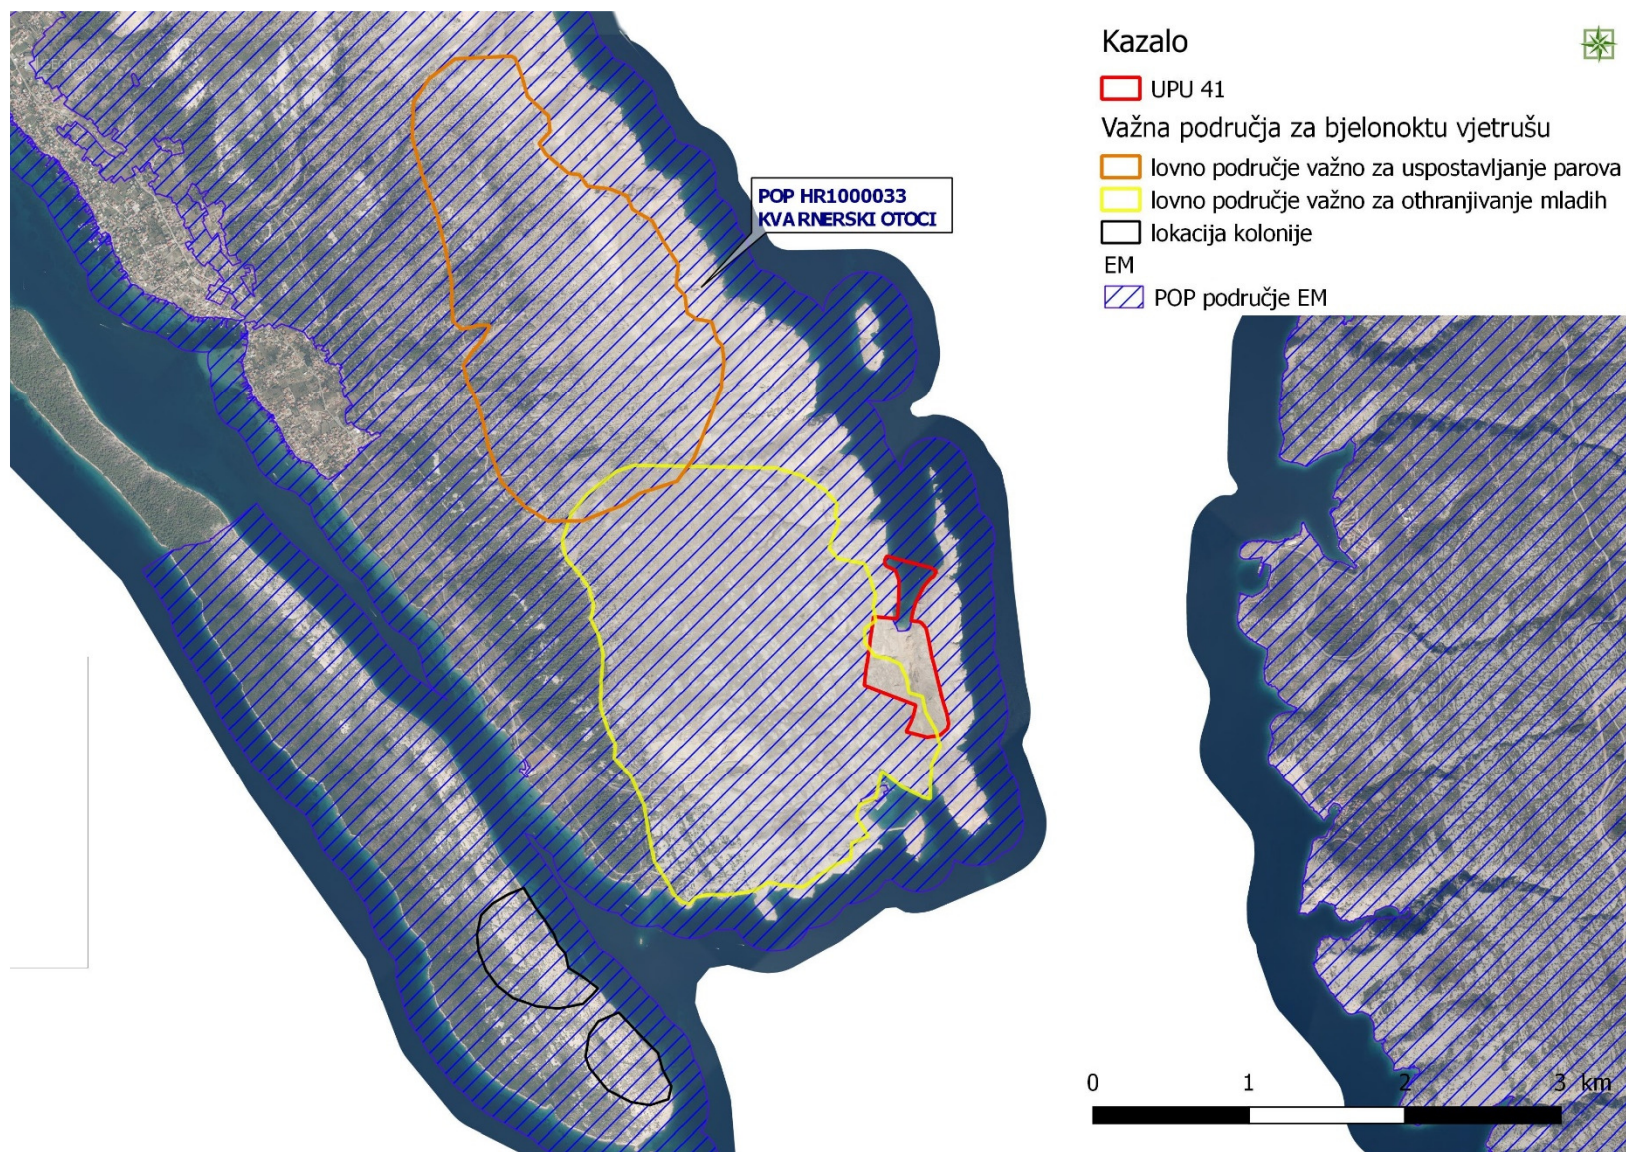 Kazalo
UPU 41
Važna područja za bjelonoktu vjetrušu
lovno područje važno za uspostavljanje parova
lovno područje važno za othranjivanje mladih
lokacija kolonije
EM
POP područje EM
POP HR1000033
KVARNERSKI OTOCI
0 1 2 3 km